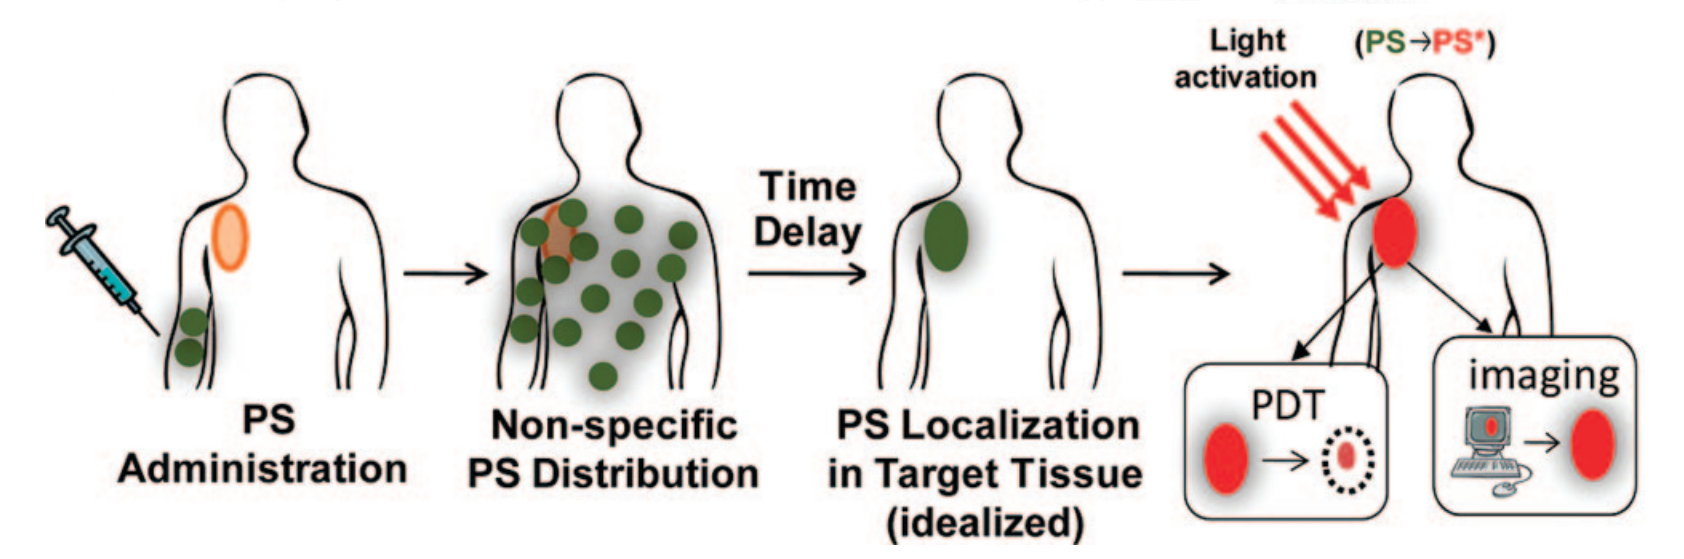 PS
Administration
Non-specific
PS Distribution
Time
Delay
PS Localization
in Target Tissue
(idealized)
Light
activation
(PS→PS*)
PDT
imaging